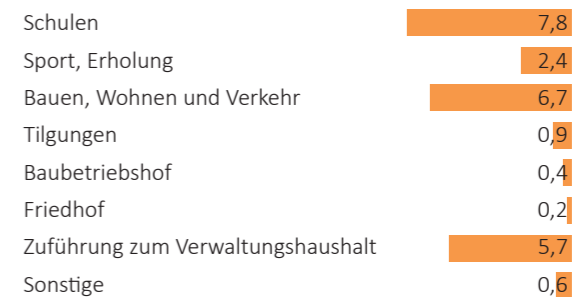 Schulen 7,8
Sport, Erholung 2,4
Bauen, Wohnen und Verkehr 6,7
Tilgungen 0,9
Baubetriebshof 0,4
Friedhof 0,2
Zuführung zum Verwaltungshaushalt 5,7
Sonstige 0,6